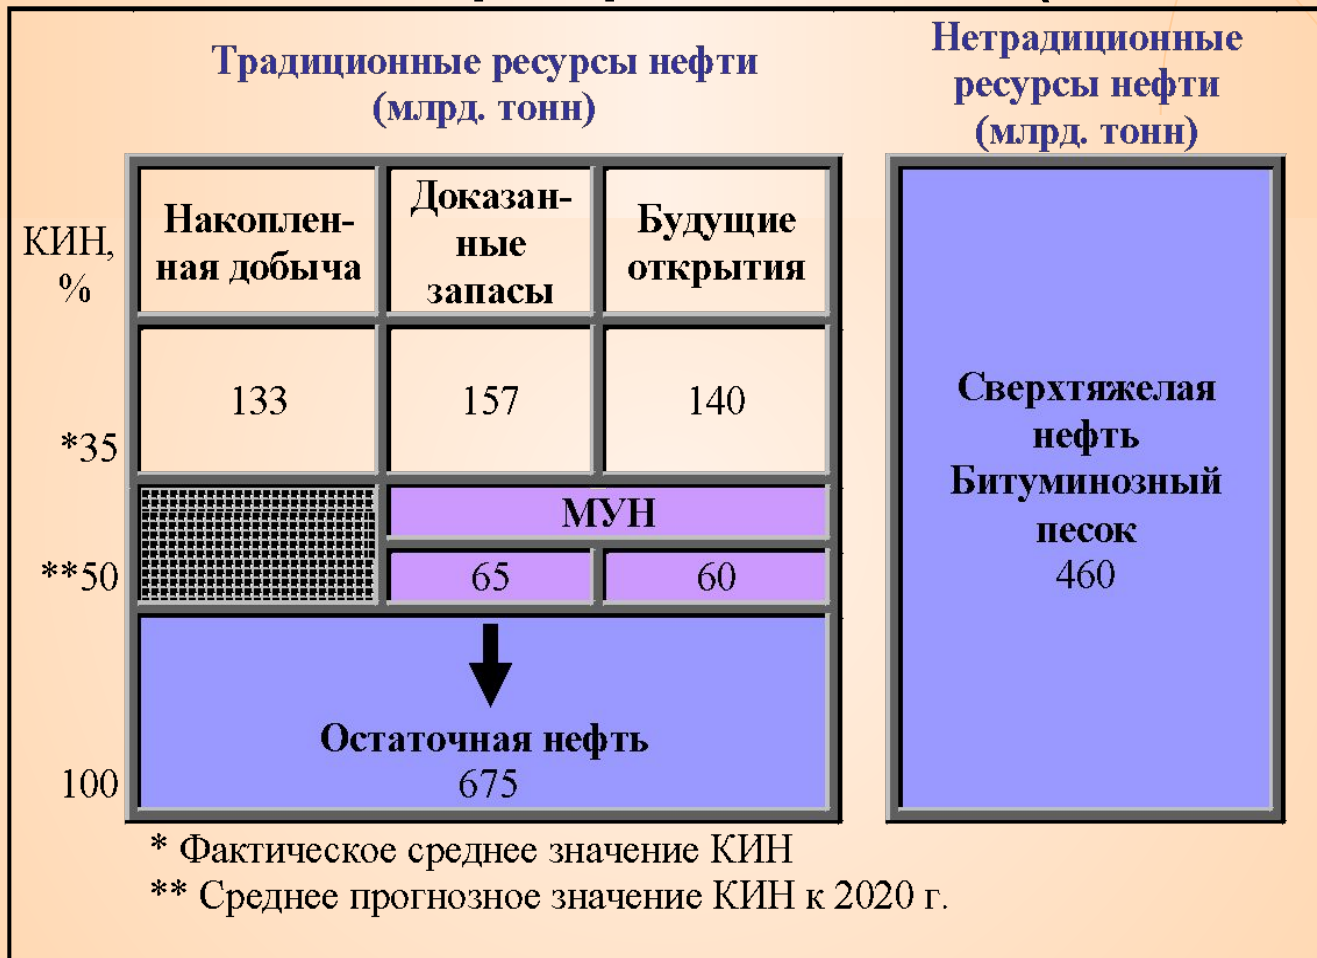 Традиционные ресурсы нефти
(млрд. тонн)
Нетрадиционные
ресурсы нефти
(млрд. тонн)
КИН,
%
Накоплен-
ная добыча
Доказан-
ные
запасы
Будущие
открытия
133
157
140
*35
МУН
**50
65
60
Остаточная нефть
675
100
Сверхтяжелая
нефть
Битуминозный
песок
460
* Фактическое среднее значение КИН
** Среднее прогнозное значение КИН к 2020 г.